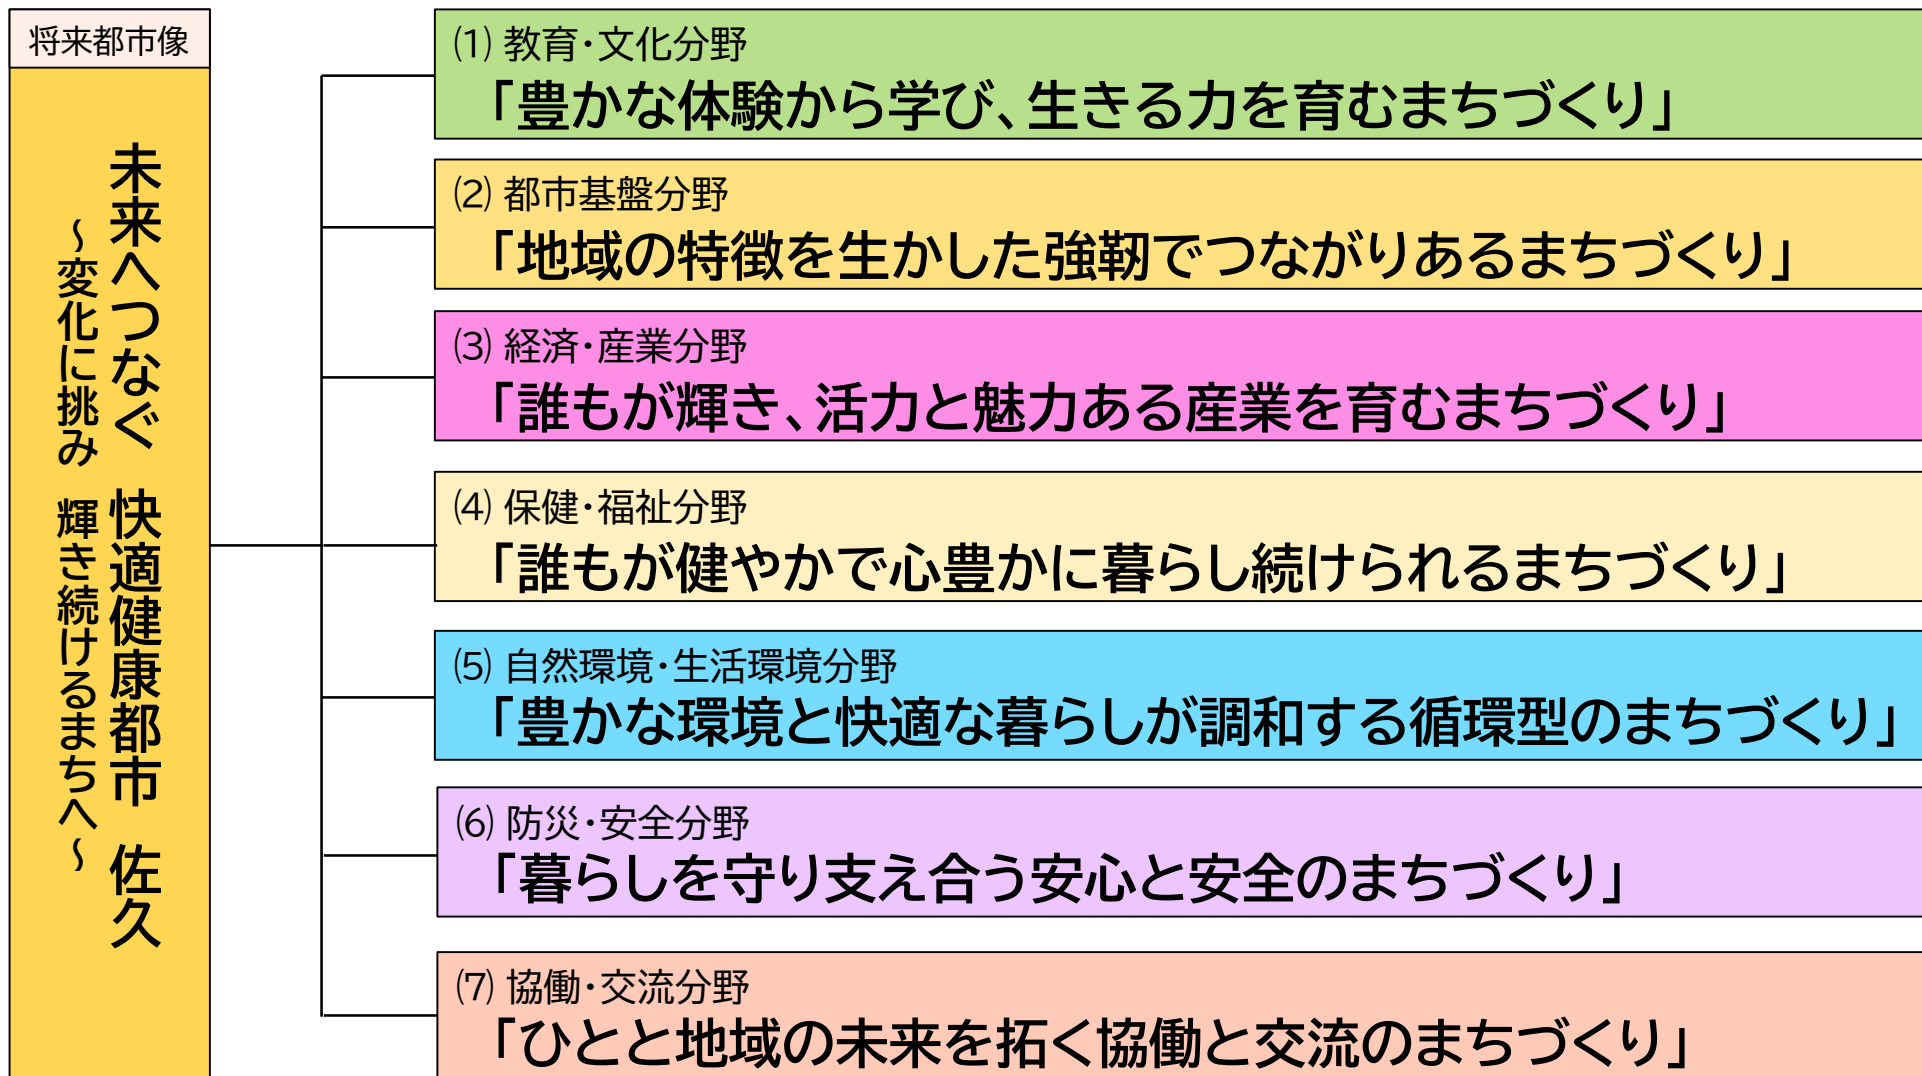 将来都市像
未来へつなぐ 快適健康都市 佐久
~変化に挑み 輝き続けるまちへ~
⑴ 教育・文化分野
「豊かな体験から学び、生きる力を育むまちづくり」
⑵ 都市基盤分野
「地域の特徴を生かした強靭でつながりあるまちづくり」
⑶ 経済・産業分野
「誰もが輝き、活力と魅力ある産業を育むまちづくり」
⑷ 保健・福祉分野
「誰もが健やかで心豊かに暮らし続けられるまちづくり」
⑸ 自然環境・生活環境分野
「豊かな環境と快適な暮らしが調和する循環型のまちづくり」
⑹ 防災・安全分野
「暮らしを守り支え合う安心と安全のまちづくり」
⑺ 協働・交流分野
「ひとと地域の未来を拓く協働と交流のまちづくり」